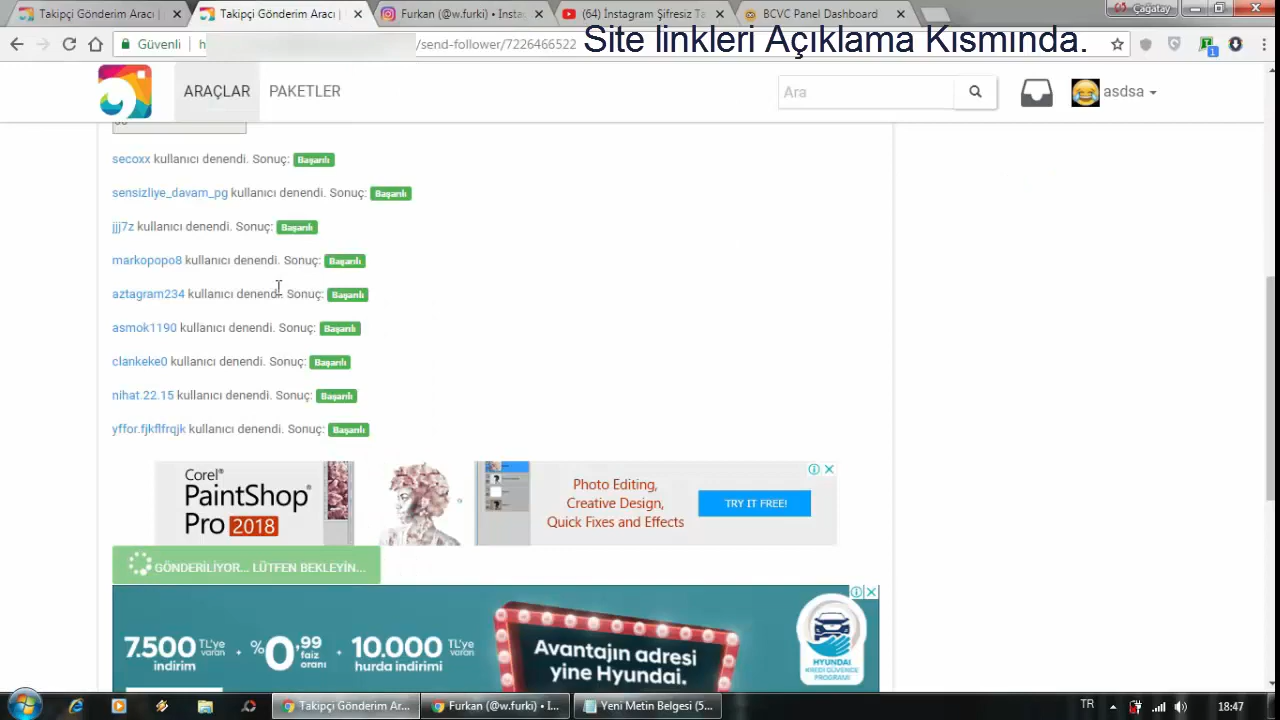 Takipçi Gönderim Aracı
Takipçi Gönderim Aracı
Furkan (@w.furki) • Insta
(64) İnstagram Şifresiz Ta
BCVC Panel Dashboard
Çağatay
Güvenli
h
/send-follower/7226466522
Site linkleri Açıklama Kısmında.
ARAÇLAR
PAKETLER
Ara
asdsa
secoxx kullanıcı denendi. Sonuç: Başarılı
sensizliye_davam_pg kullanıcı denendi. Sonuç: Başarılı
jjj7z kullanıcı denendi. Sonuç: Başarılı
markopopo8 kullanıcı denendi. Sonuç: Başarılı
aztagram234 kullanıcı denendi. Sonuç: Başarılı
asmok1190 kullanıcı denendi. Sonuç: Başarılı
clankeke0 kullanıcı denendi. Sonuç: Başarılı
nihat.22.15 kullanıcı denendi. Sonuç: Başarılı
yffor.fjkflfrqjk kullanıcı denendi. Sonuç: Başarılı
Corel®
PaintShop
Pro 2018
Photo Editing,
Creative Design,
Quick Fixes and Effects
TRY IT FREE!
GÖNDERİLİYOR... LÜTFEN BEKLEYİN...
7.500 TL'ye varan indirim + %0,99 faiz oranı + 10.000 TL'ye varan hurda indirimi
Avantajın adresi
yine Hyundai.
HYUNDAI
KREDİ GÜVENCE
PROGRAMI
Takipçi Gönderim Ar...
Furkan (@w.furki) • I...
Yeni Metin Belgesi (5...
TR
18:47